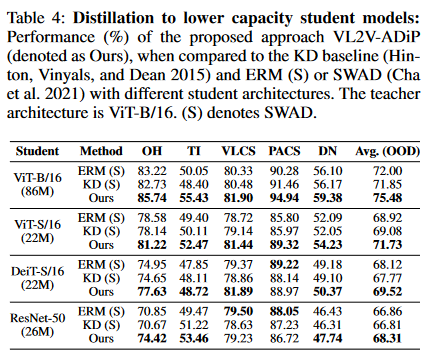 Table 4: Distillation to lower capacity student models:
Performance (%) of the proposed approach VL2V-ADiP
(denoted as Ours), when compared to the KD baseline (Hin-
ton, Vinyals, and Dean 2015) and ERM (S) or SWAD (Cha
et al. 2021) with different student architectures. The teacher
architecture is ViT-B/16. (S) denotes SWAD.
Student Method OH TI VLCS PACS DN Avg. (OOD)
ERM (S) 83.22 50.05 80.33 90.28 56.10 72.00
ViT-B/16 (86M) KD (S) 82.73 48.40 80.48 91.46 56.17 71.85
Ours 85.74 55.43 81.90 94.94 59.38 75.48
ERM (S) 78.58 49.40 78.72 85.80 52.09 68.92
ViT-S/16 (22M) KD (S) 78.14 50.11 79.14 85.97 52.05 69.08
Ours 81.22 52.47 81.44 89.32 54.23 71.73
ERM (S) 74.95 47.85 79.37 89.22 49.18 68.12
DeiT-S/16 (22M) KD (S) 74.65 48.11 78.86 88.14 49.10 67.77
Ours 77.63 48.72 81.89 88.97 50.37 69.52
ERM (S) 70.85 49.47 79.50 88.05 46.43 66.86
ResNet-50 (26M) KD (S) 70.67 51.22 78.63 87.23 46.31 66.81
Ours 74.42 53.46 79.23 86.72 47.74 68.31